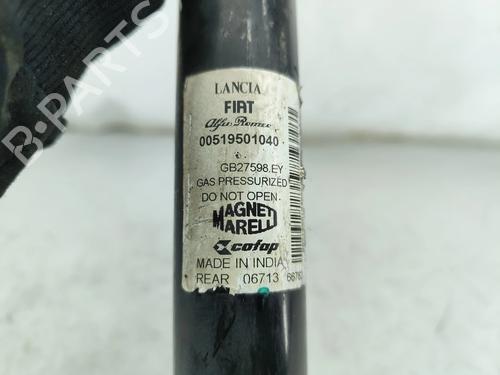 B-PARTS
LANCIA
FIAT
Alfa Romeo
00519501040
GB27598.EY
GAS PRESSURIZED
DO NOT OPEN
MAGNETI
MARELLI
cofap
MADE IN INDIA
REAR 06713